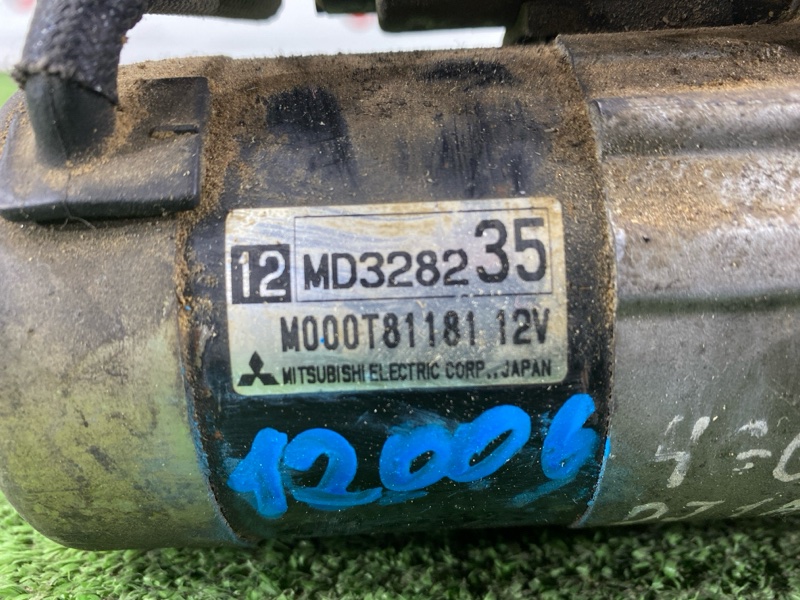 12 MD328235
M000T81181 12V
MITSUBISHI ELECTRIC CORP., JAPAN
12006